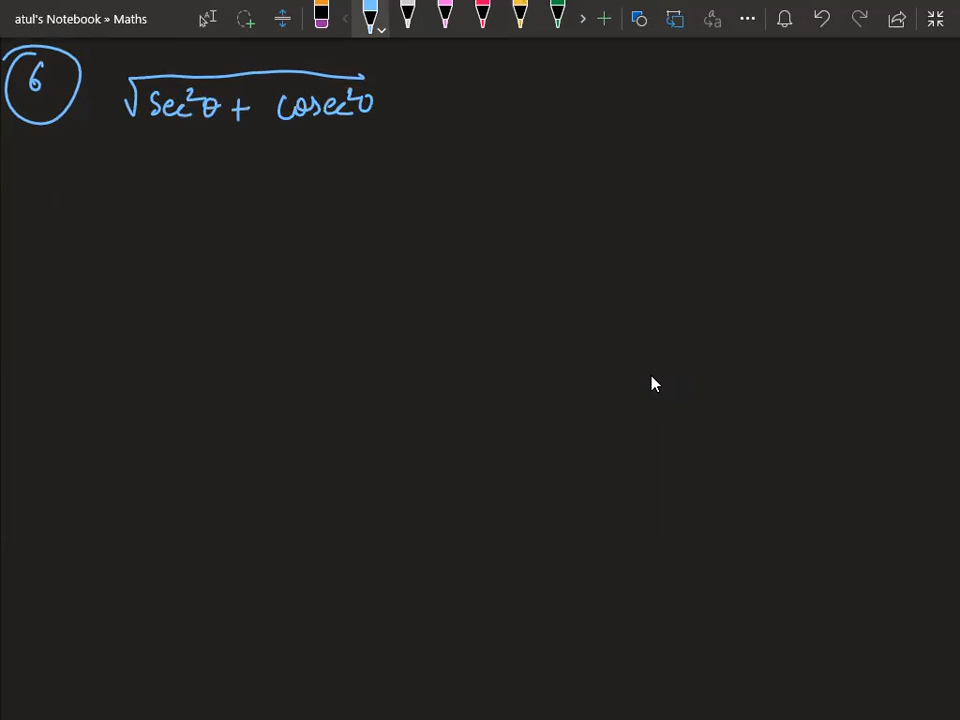 atul's Notebook » Maths
6
√sec²θ + cosec²θ